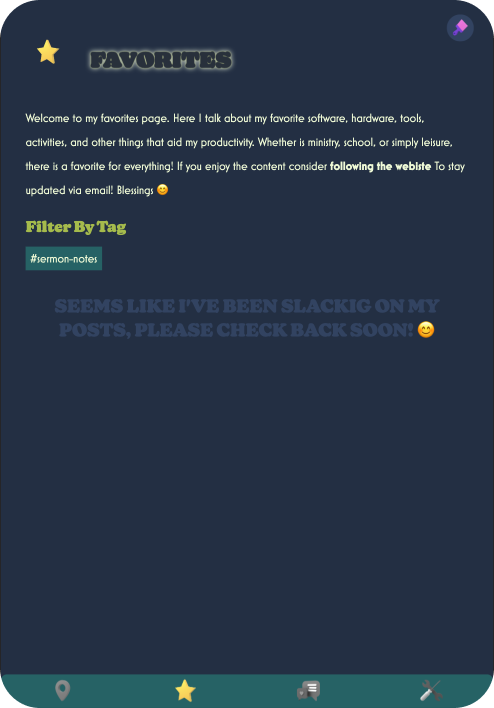 FAVORITES
Welcome to my favorites page. Here I talk about my favorite software, hardware, tools,
activities, and other things that aid my productivity. Whether is ministry, school, or simply leisure,
there is a favorite for everything! If you enjoy the content consider following the webiste To stay
updated via email! Blessings 😊
Filter By Tag
#sermon-notes
SEEMS LIKE I'VE BEEN SLACKIG ON MY
POSTS, PLEASE CHECK BACK SOON! 😊